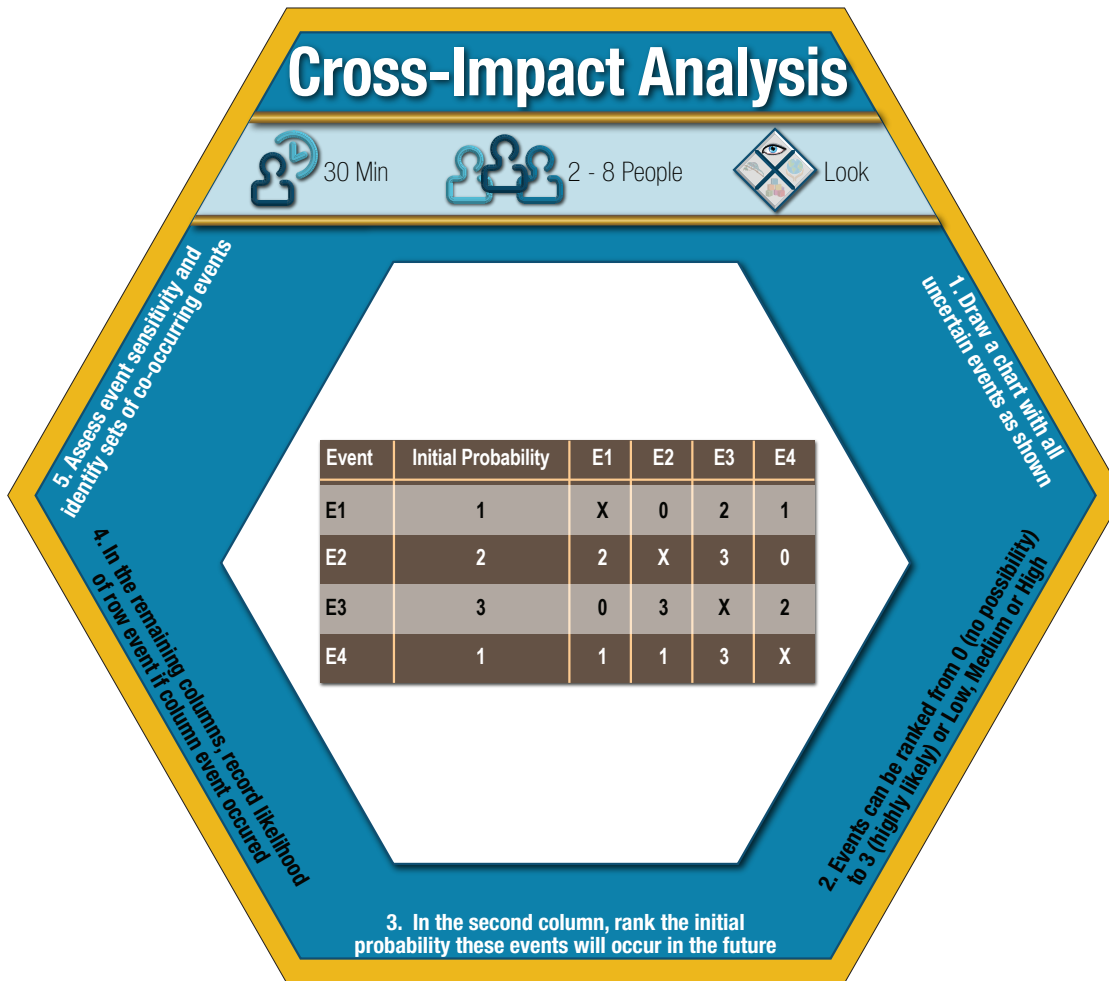 Cross-Impact Analysis
30 Min
2 - 8 People
Look
1. Draw a chart with all
uncertain events as shown
2. Events can be ranked from 0 (no possibility)
to 3 (highly likely) or Low, Medium or High
3. In the second column, rank the initial
probability these events will occur in the future
4. In the remaining columns, record likelihood
of row event if column event occured
5. Assess event sensitivity and
identify sets of co-occurring events
Event Initial Probability E1 E2 E3 E4
E1 1 X 0 2 1
E2 2 2 X 3 0
E3 3 0 3 X 2
E4 1 1 1 3 X